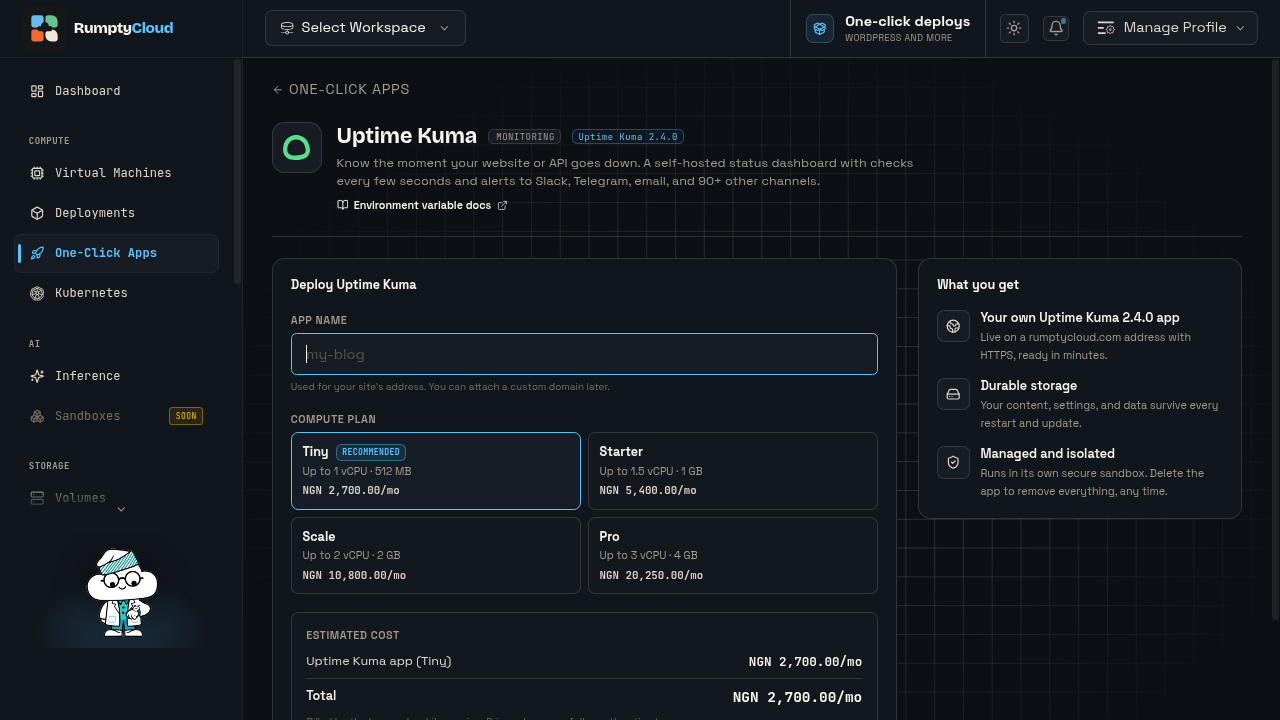 RumptyCloud
Select Workspace
One-click deploys
WORDPRESS AND MORE
Manage Profile
Dashboard
COMPUTE
Virtual Machines
Deployments
One-Click Apps
Kubernetes
AI
Inference
Sandboxes SOON
STORAGE
Volumes
← ONE-CLICK APPS
Uptime Kuma MONITORING Uptime Kuma 2.4.0
Know the moment your website or API goes down. A self-hosted status dashboard with checks
every few seconds and alerts to Slack, Telegram, email, and 90+ other channels.
Environment variable docs
Deploy Uptime Kuma
APP NAME
my-blog
Used for your site's address. You can attach a custom domain later.
COMPUTE PLAN
Tiny RECOMMENDED
Up to 1 vCPU · 512 MB
NGN 2,700.00/mo
Starter
Up to 1.5 vCPU · 1 GB
NGN 5,400.00/mo
Scale
Up to 2 vCPU · 2 GB
NGN 10,800.00/mo
Pro
Up to 3 vCPU · 4 GB
NGN 20,250.00/mo
ESTIMATED COST
Uptime Kuma app (Tiny) NGN 2,700.00/mo
Total NGN 2,700.00/mo
What you get
Your own Uptime Kuma 2.4.0 app
Live on a rumptycloud.com address with
HTTPS, ready in minutes.
Durable storage
Your content, settings, and data survive every
restart and update.
Managed and isolated
Runs in its own secure sandbox. Delete the
app to remove everything, any time.